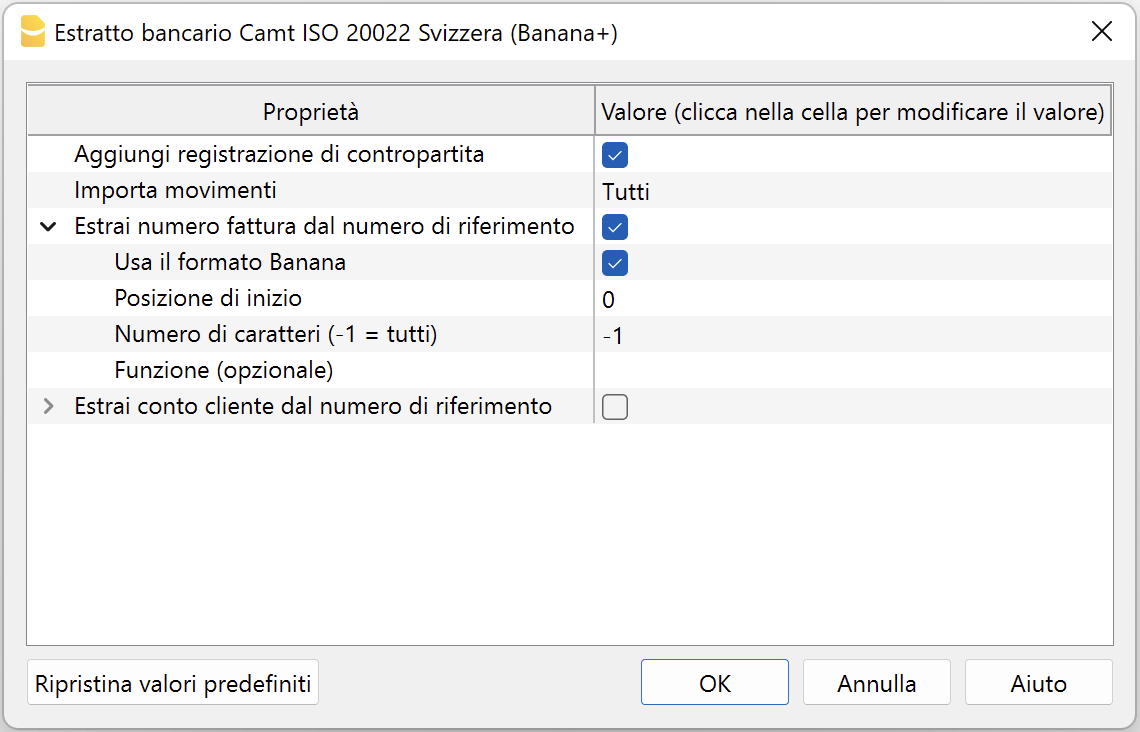 Estratto bancario Camt ISO 20022 Svizzera (Banana+)
Proprietà Valore (clicca nella cella per modificare il valore)
Aggiungi registrazione di contropartita
Importa movimenti Tutti
Estrai numero fattura dal numero di riferimento
Usa il formato Banana
Posizione di inizio 0
Numero di caratteri (-1 = tutti) -1
Funzione (opzionale)
Estrai conto cliente dal numero di riferimento
Ripristina valori predefiniti OK Annulla Aiuto